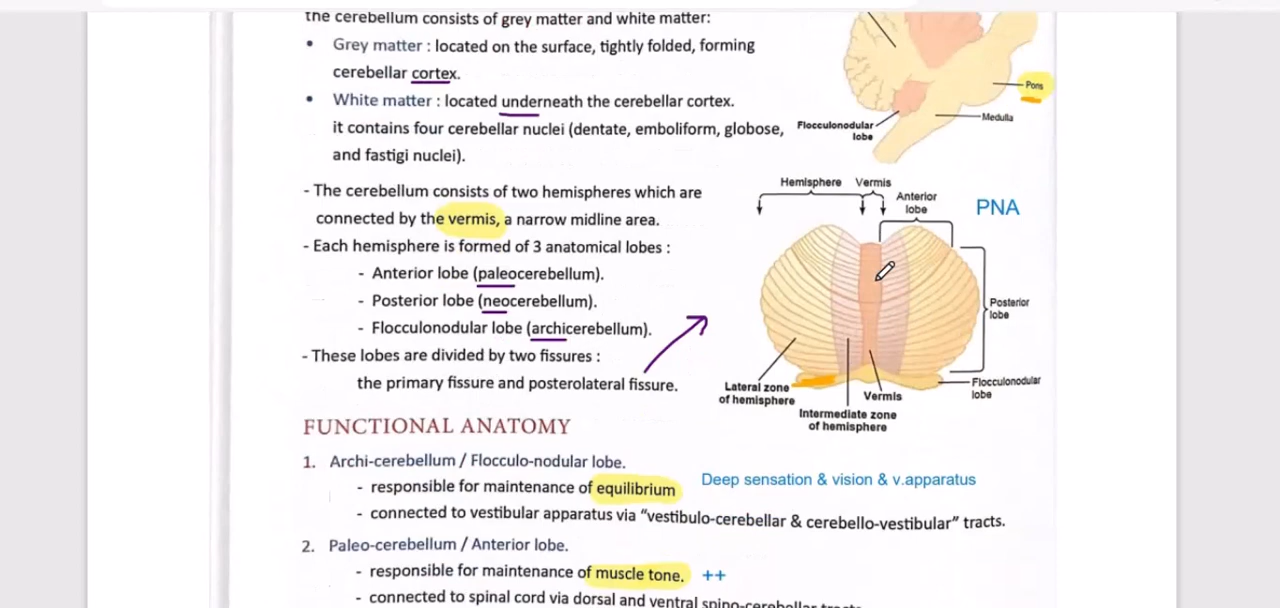 the cerebellum consists of grey matter and white matter:
• Grey matter : located on the surface, tightly folded, forming
cerebellar cortex.
• White matter : located underneath the cerebellar cortex.
it contains four cerebellar nuclei (dentate, emboliform, globose,
and fastigi nuclei).
Pons
Medulla
Flocculonodular
lobe
- The cerebellum consists of two hemispheres which are
connected by the vermis, a narrow midline area.
- Each hemisphere is formed of 3 anatomical lobes :
- Anterior lobe (paleocerebellum).
- Posterior lobe (neocerebellum).
- Flocculonodular lobe (archicerebellum).
- These lobes are divided by two fissures :
the primary fissure and posterolateral fissure.
Hemisphere Vermis
Anterior
lobe
PNA
Posterior
lobe
Flocculonodular
lobe
Lateral zone
of hemisphere
Vermis
Intermediate zone
of hemisphere
FUNCTIONAL ANATOMY
1. Archi-cerebellum / Flocculo-nodular lobe.
- responsible for maintenance of equilibrium
Deep sensation & vision & v.apparatus
- connected to vestibular apparatus via “vestibulo-cerebellar & cerebello-vestibular” tracts.
2. Paleo-cerebellum / Anterior lobe.
- responsible for maintenance of muscle tone. ++
- connected to spinal cord via dorsal and ventral spino-cerebellar tracts